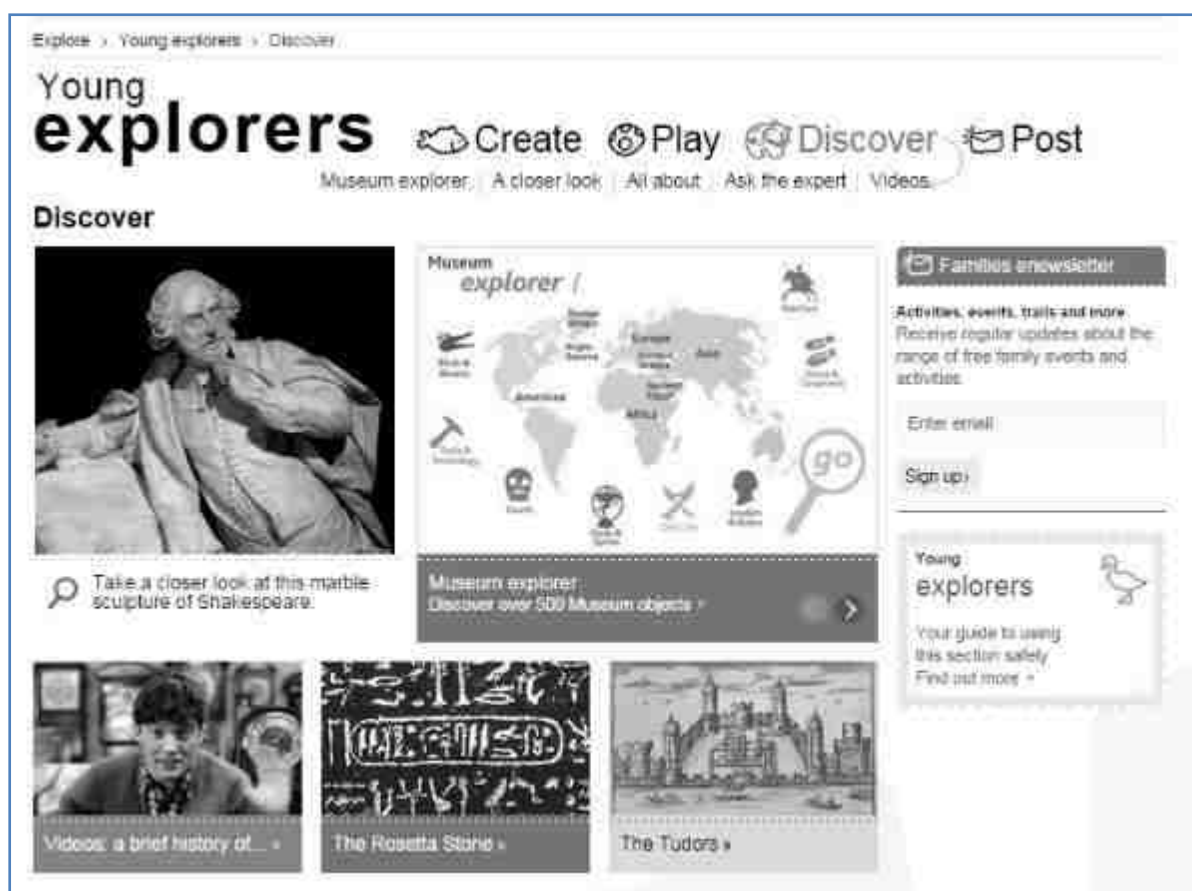 Explore › Young explorers › Discover
Young
explorers
Create Play Discover Post
Museum explorer | A closer look | All about | Ask the expert | Videos
Discover
Museum
explorer
Europe
Asia
Americas
Africa
go
Take a closer look at this marble
sculpture of Shakespeare.
Museum explorer
Discover over 500 Museum objects »
Families enewsletter
Activities, events, trails and more
Receive regular updates about the
range of free family events and
activities
Enter email
Sign up ›
Young
explorers
Your guide to using
this section safely
Find out more »
Videos: a brief history of... »
The Rosetta Stone »
The Tudors »